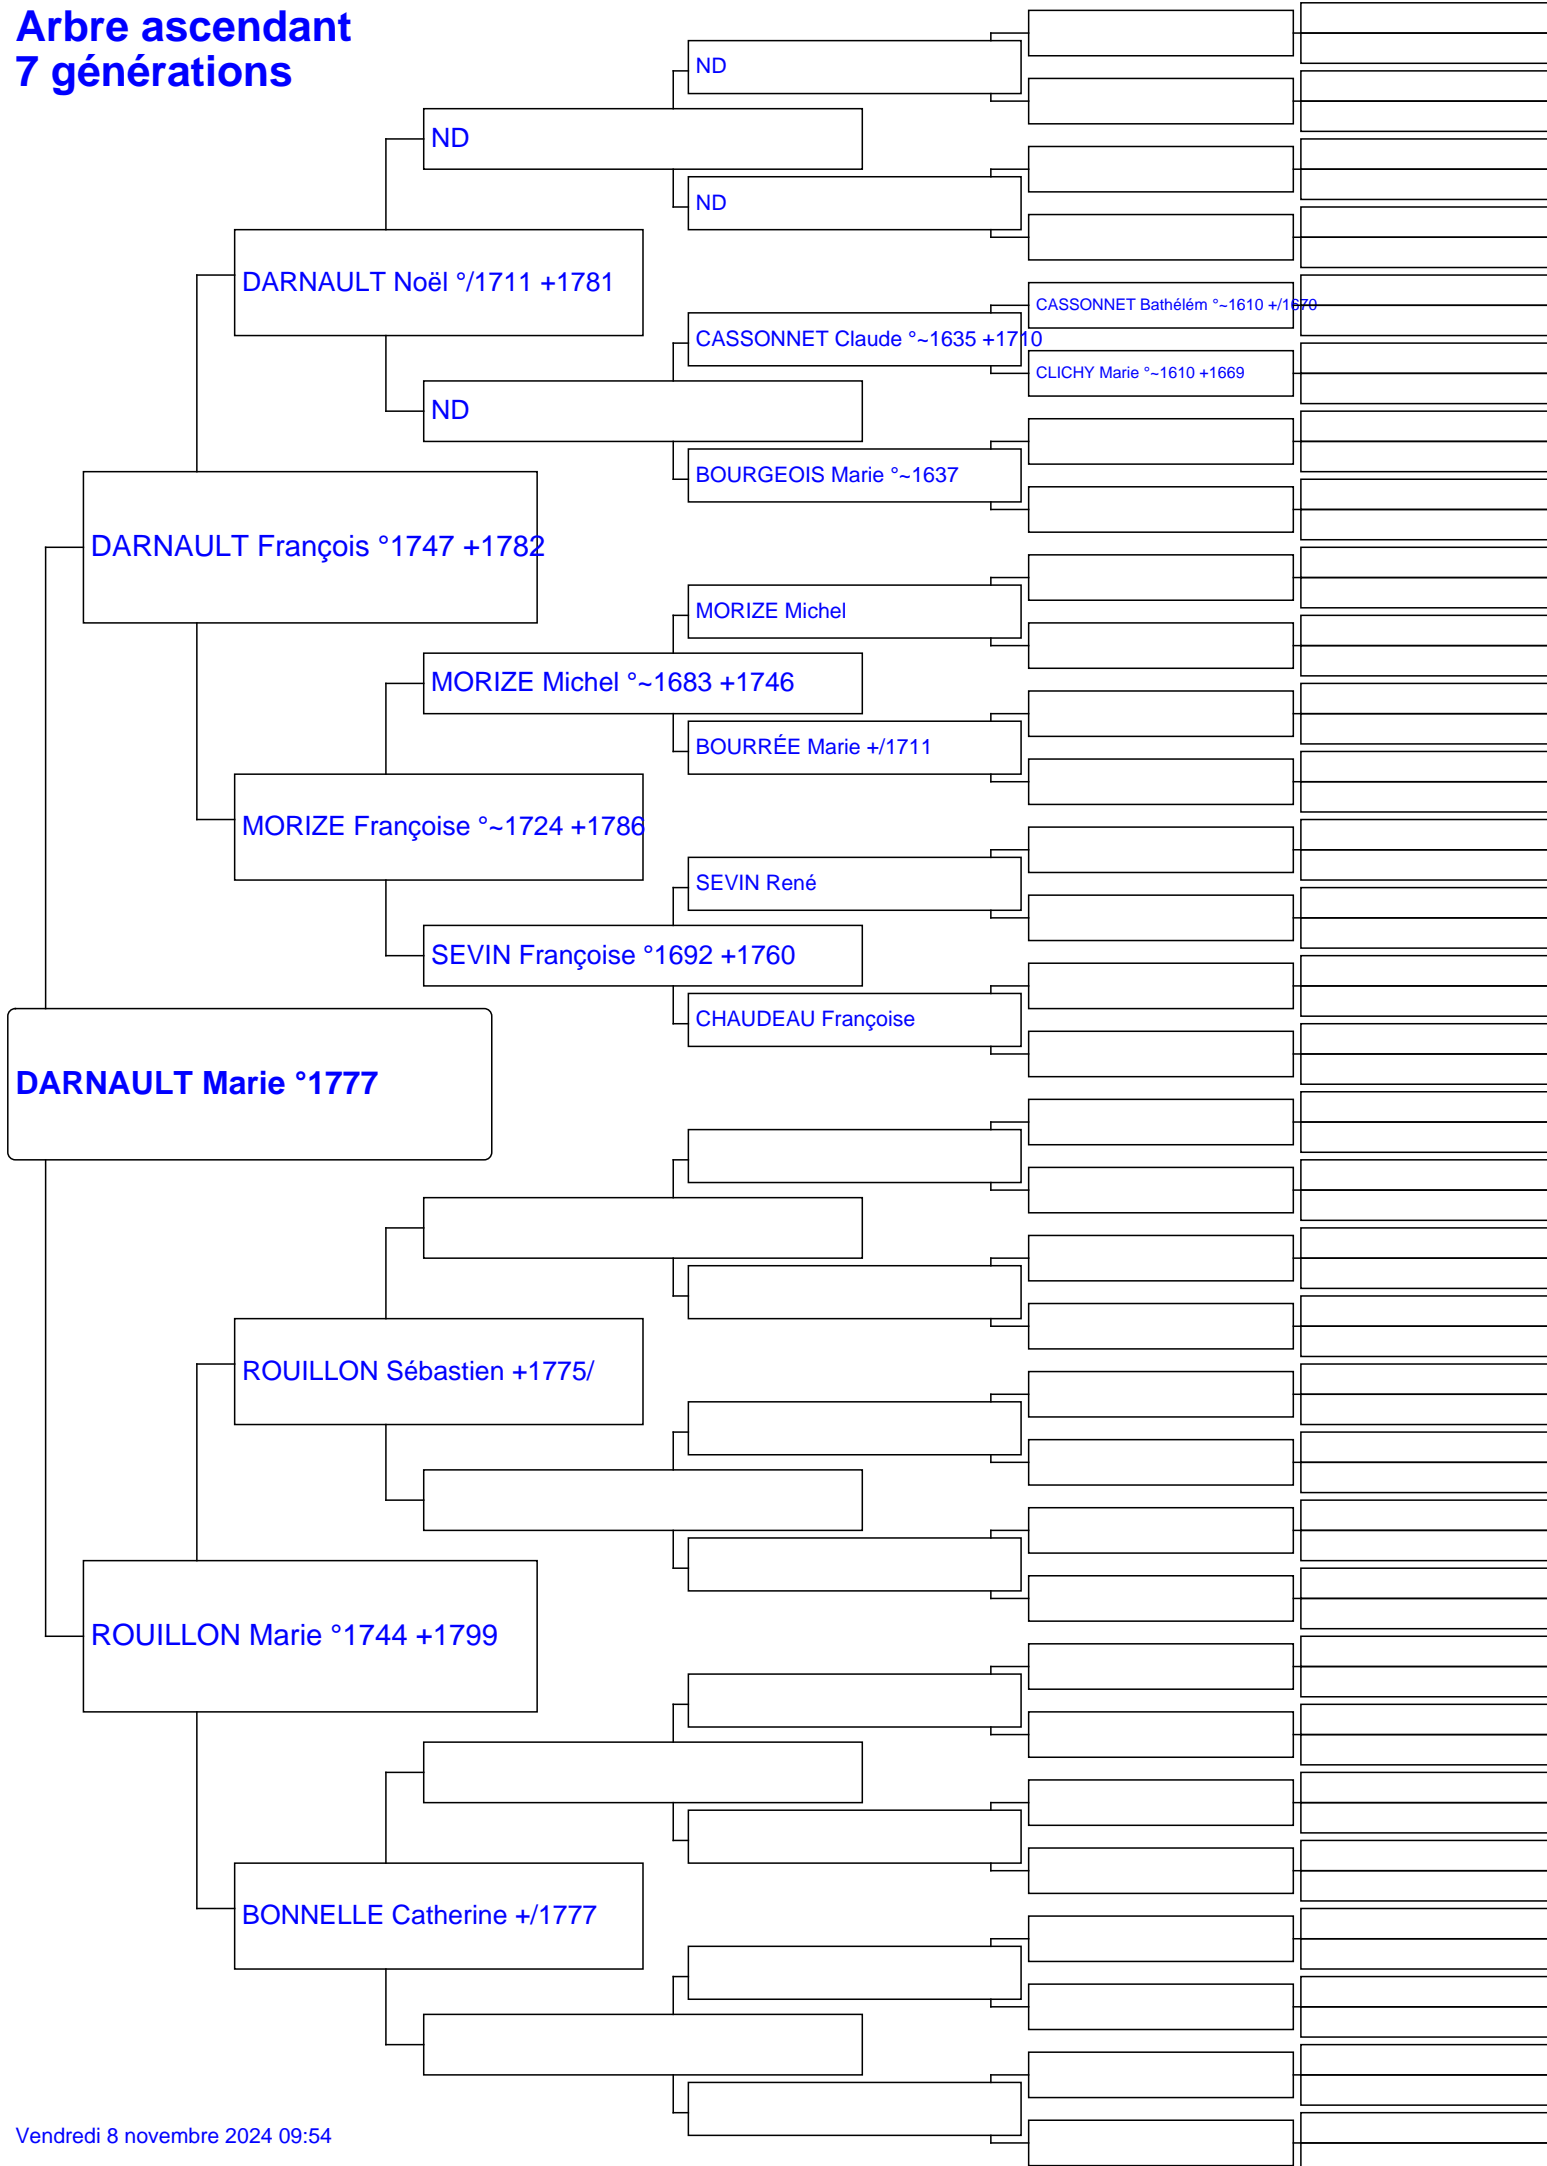 Arbre ascendant
7 générations
ND
ND
ND
DARNAULT Noël °/1711 +1781
CASSONNET Bathélém °~1610 +/1670
CASSONNET Claude °~1635 +1710
CLICHY Marie °~1610 +1669
ND
BOURGEOIS Marie °~1637
DARNAULT François °1747 +1782
MORIZE Michel
MORIZE Michel °~1683 +1746
BOURRÉE Marie +/1711
MORIZE Françoise °~1724 +1786
SEVIN René
SEVIN Françoise °1692 +1760
CHAUDEAU Françoise
DARNAULT Marie °1777
ROUILLON Sébastien +1775/
ROUILLON Marie °1744 +1799
BONNELLE Catherine +/1777
Vendredi 8 novembre 2024 09:54